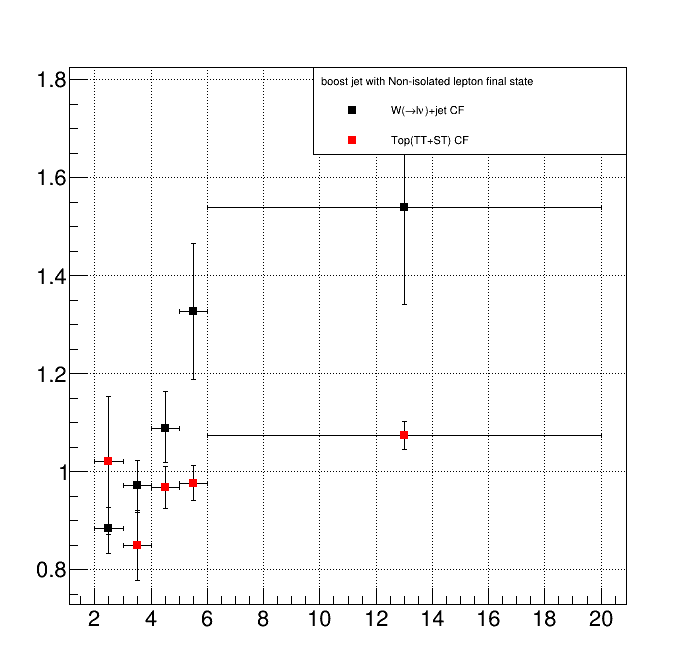 1.8
boost jet with Non-isolated lepton final state
W(→lν)+jet CF
Top(TT+ST) CF
1.6
1.4
1.2
1
0.8
2 4 6 8 10 12 14 16 18 20